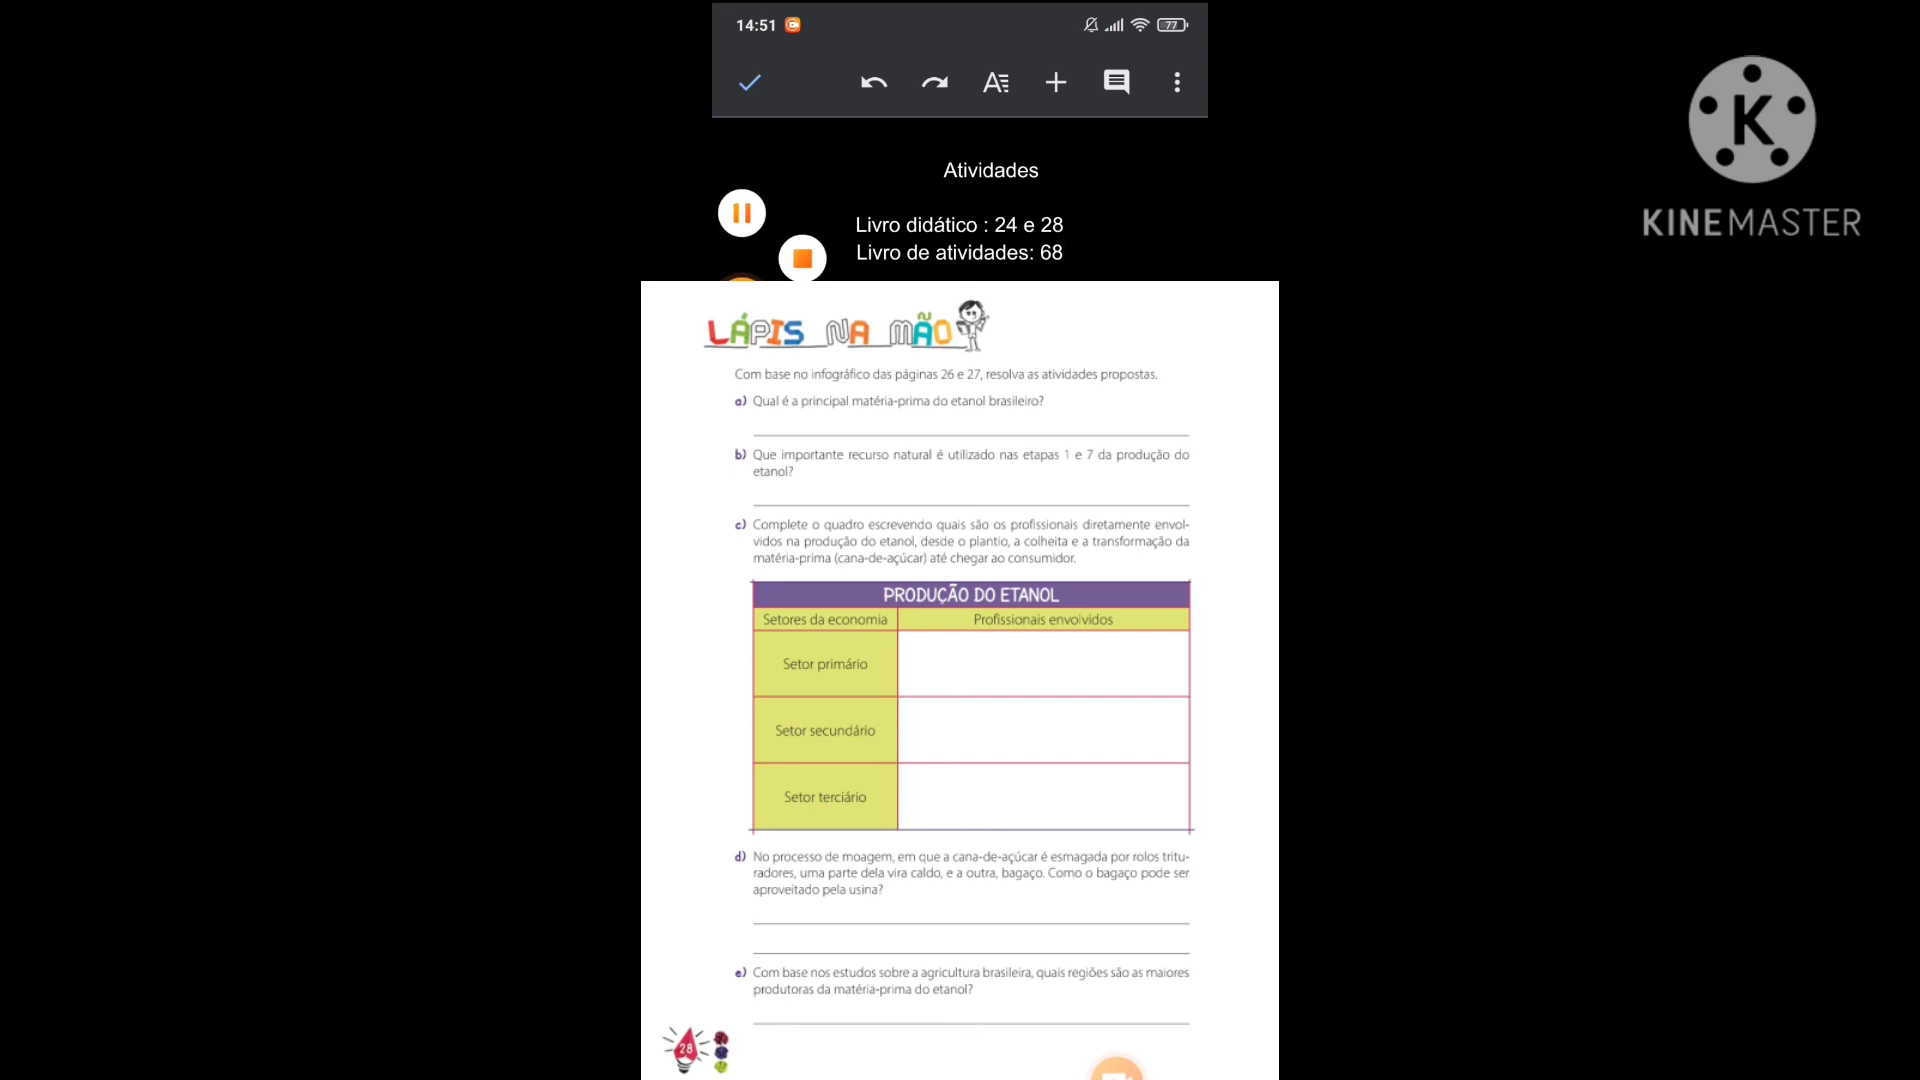 14:51
77
Atividades
Livro didático : 24 e 28
Livro de atividades: 68
KINEMASTER
LÁPIS NA MÃO
Com base no infográfico das páginas 26 e 27, resolva as atividades propostas.
a) Qual é a principal matéria-prima do etanol brasileiro?
b) Que importante recurso natural é utilizado nas etapas 1 e 7 da produção do
etanol?
c) Complete o quadro escrevendo quais são os profissionais diretamente envol-
vidos na produção do etanol, desde o plantio, a colheita e a transformação da
matéria-prima (cana-de-açúcar) até chegar ao consumidor.
PRODUÇÃO DO ETANOL
Setores da economia Profissionais envolvidos
Setor primário
Setor secundário
Setor terciário
d) No processo de moagem, em que a cana-de-açúcar é esmagada por rolos tritu-
radores, uma parte dela vira caldo, e a outra, bagaço. Como o bagaço pode ser
aproveitado pela usina?
e) Com base nos estudos sobre a agricultura brasileira, quais regiões são as maiores
produtoras da matéria-prima do etanol?
28